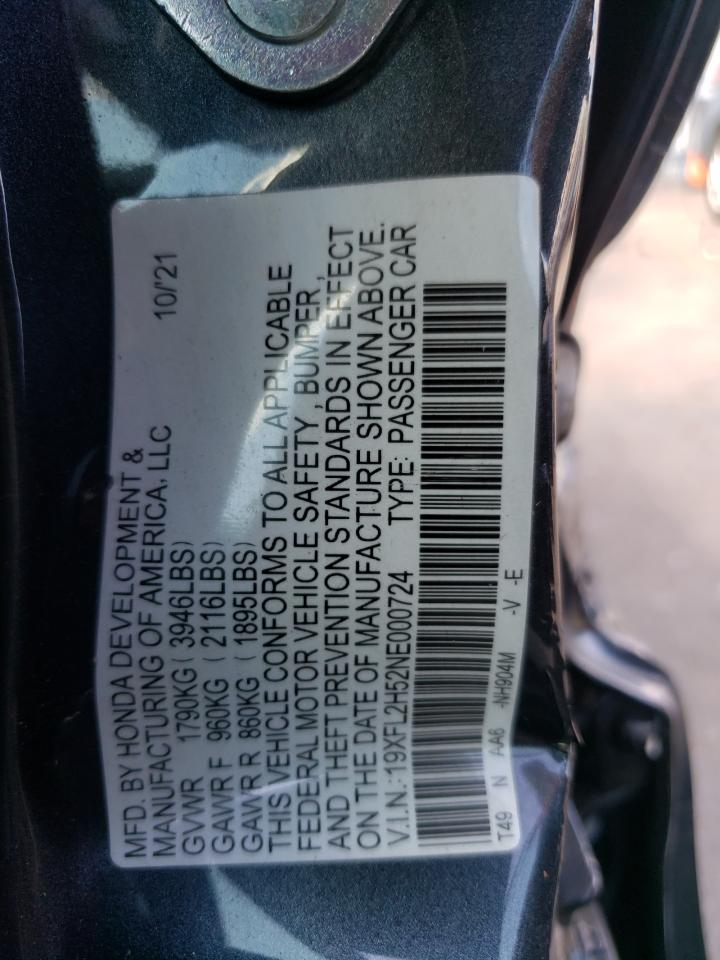 MFD. BY HONDA DEVELOPMENT &
MANUFACTURING OF AMERICA, LLC 10/'21
GVWR 1790KG ( 3946LBS)
GAWR F 960KG ( 2116LBS)
GAWR R 860KG ( 1895LBS)
THIS VEHICLE CONFORMS TO ALL APPLICABLE
FEDERAL MOTOR VEHICLE SAFETY , BUMPER ,
AND THEFT PREVENTION STANDARDS IN EFFECT
ON THE DATE OF MANUFACTURE SHOWN ABOVE.
V.I.N.: 19XFL2H52NE000724 TYPE: PASSENGER CAR
T49 N AA6 -NH904M -V -E